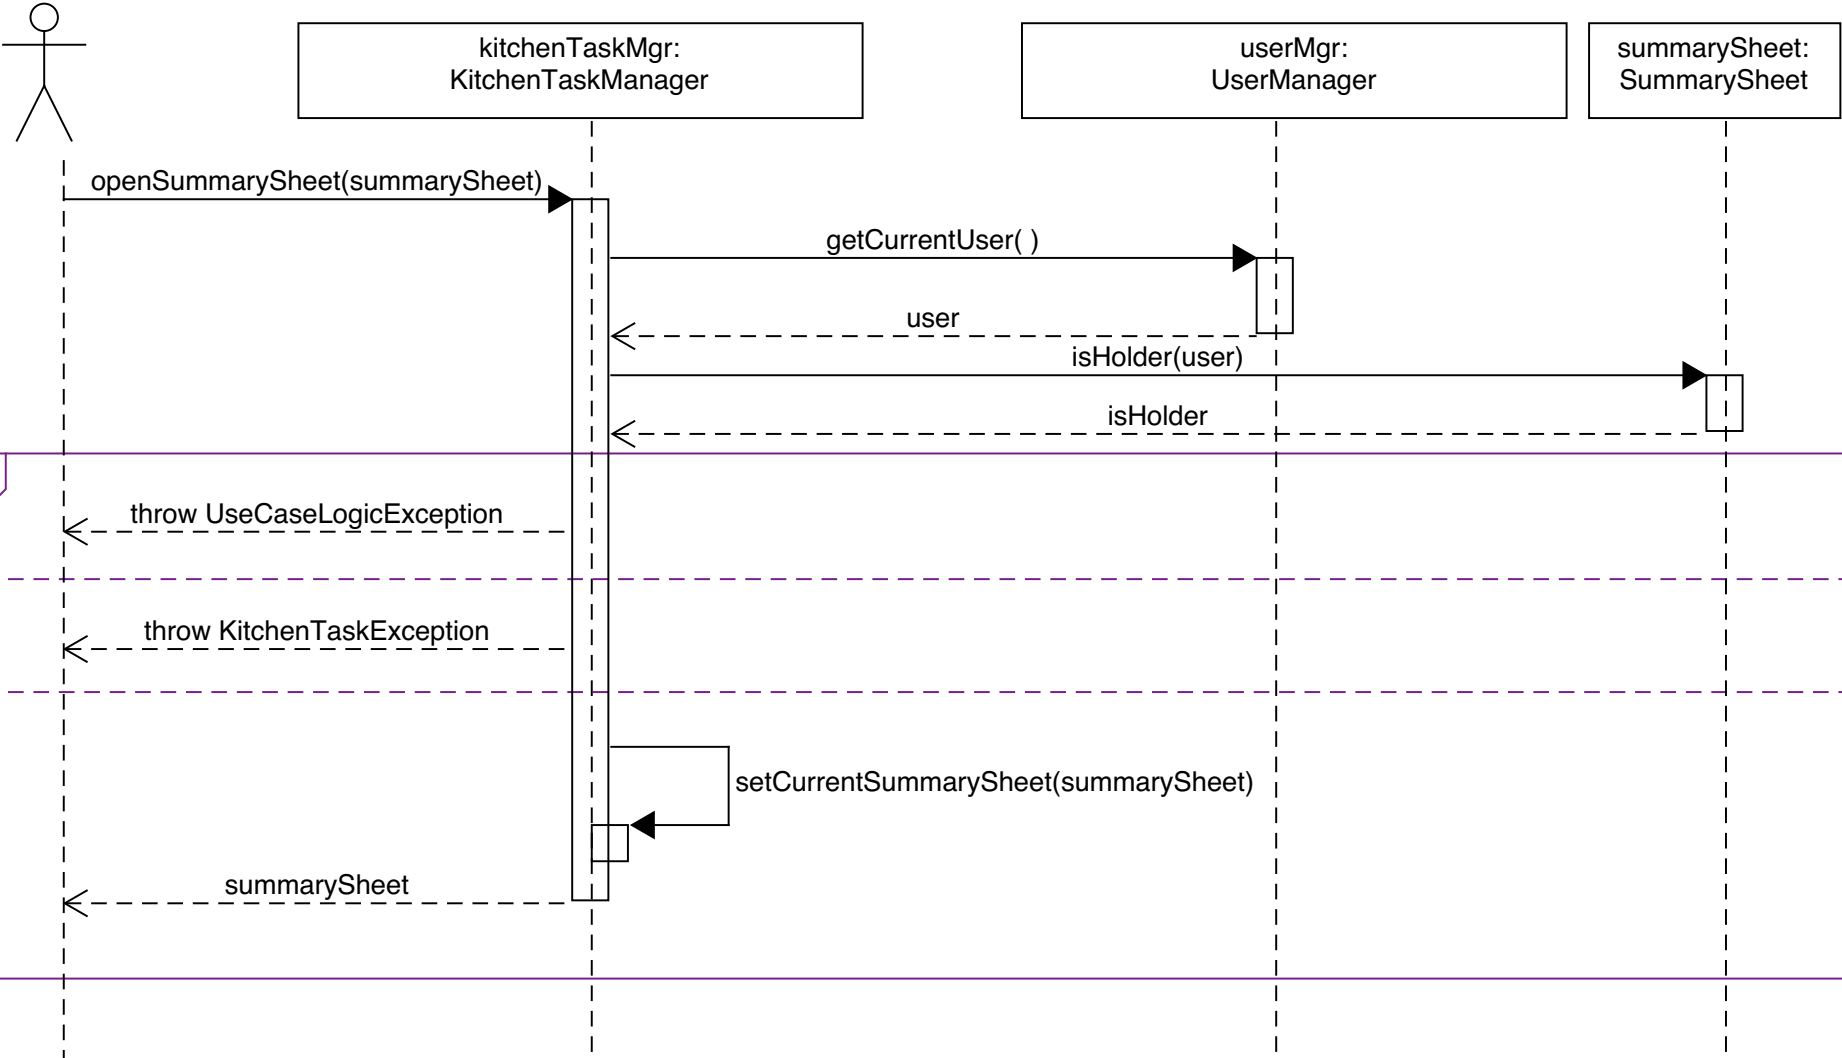 kitchenTaskMgr:
KitchenTaskManager
userMgr:
UserManager
summarySheet:
SummarySheet
openSummarySheet(summarySheet)
getCurrentUser( )
user
isHolder(user)
isHolder
throw UseCaseLogicException
throw KitchenTaskException
setCurrentSummarySheet(summarySheet)
summarySheet